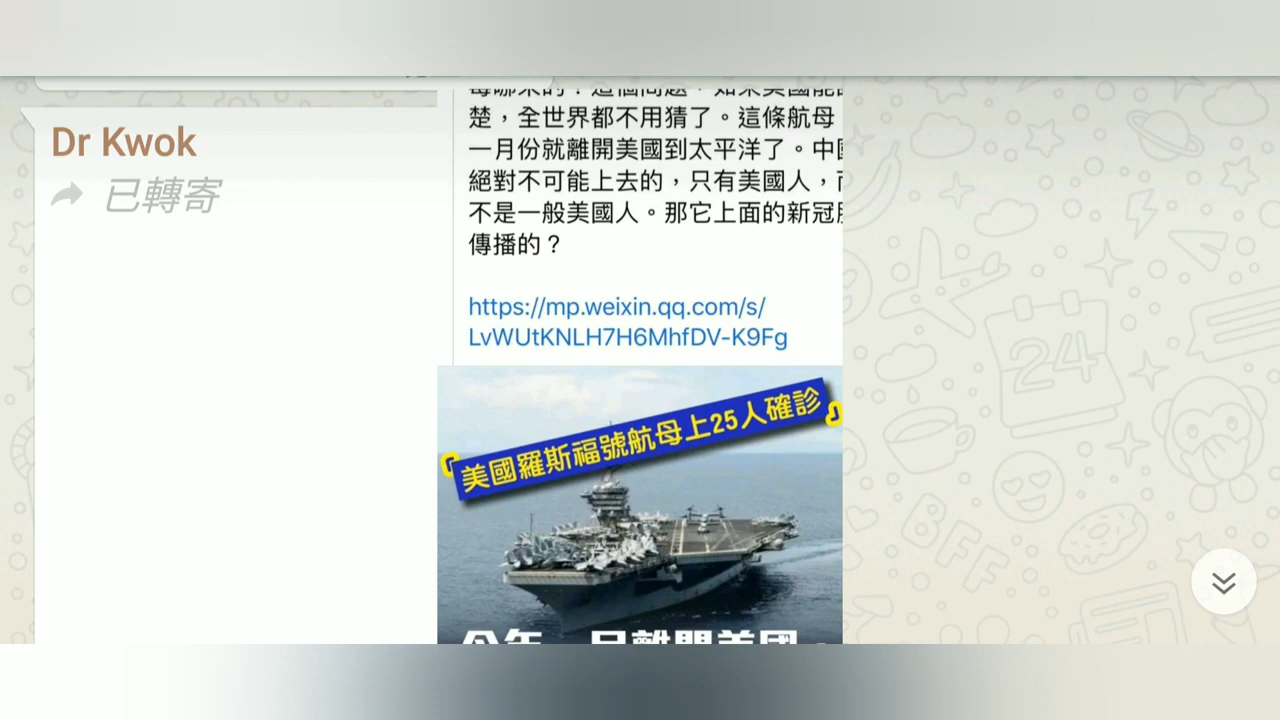 Dr Kwok
已轉寄
楚，全世界都不用猜了。這條航母
一月份就離開美國到太平洋了。中
絕對不可能上去的，只有美國人，
不是一般美國人。那它上面的新冠
傳播的？
https://mp.weixin.qq.com/s/
LvWUtKNLH7H6MhfDV-K9Fg
「美國羅斯福號航母上25人確診」
24
BFF